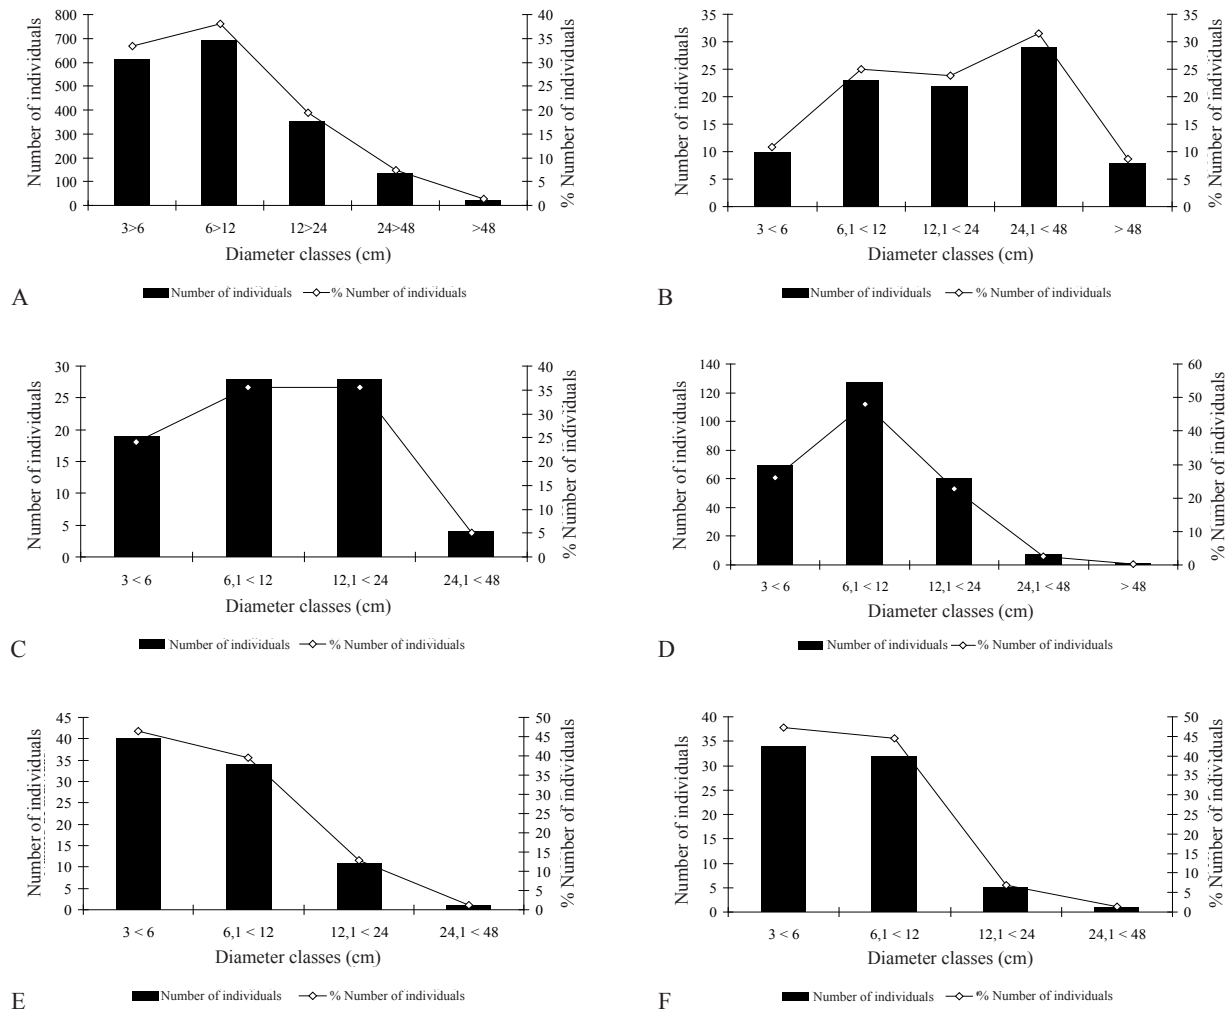 Number of individuals
800
700
600
500
400
300
200
100
0
40
35
30
25
20
15
10
5
0
% Number of individuals
3>6 6>12 12>24 24>48 >48
Diameter classes (cm)
Number of individuals % Number of individuals
A
Number of individuals
35
30
25
20
15
10
5
0
35
30
25
20
15
10
5
0
% Number of individuals
3 < 6 6,1 < 12 12,1 < 24 24,1 < 48 > 48
Diameter classes (cm)
Number of individuals % Number of individuals
B
Number of individuals
30
25
20
15
10
5
0
40
35
30
25
20
15
10
5
0
% Number of individuals
3 < 6 6,1 < 12 12,1 < 24 24,1 < 48
Diameter classes (cm)
Number of individuals % Number of individuals
C
Number of individuals
140
120
100
80
60
40
20
0
60
50
40
30
20
10
0
% Number of individuals
3 < 6 6,1 < 12 12,1 < 24 24,1 < 48 > 48
Diameter classes (cm)
Number of individuals % Number of individuals
D
Number of individuals
45
40
35
30
25
20
15
10
5
0
50
45
40
35
30
25
20
15
10
5
0
% Number of individuals
3 < 6 6,1 < 12 12,1 < 24 24,1 < 48
Diameter classes (cm)
Number of individuals % Number of individuals
E
Number of individuals
40
35
30
25
20
15
10
5
0
50
45
40
35
30
25
20
15
10
5
0
% Number of individuals
3 < 6 6,1 < 12 12,1 < 24 24,1 < 48
Diameter classes (cm)
Number of individuals % Number of individuals
F